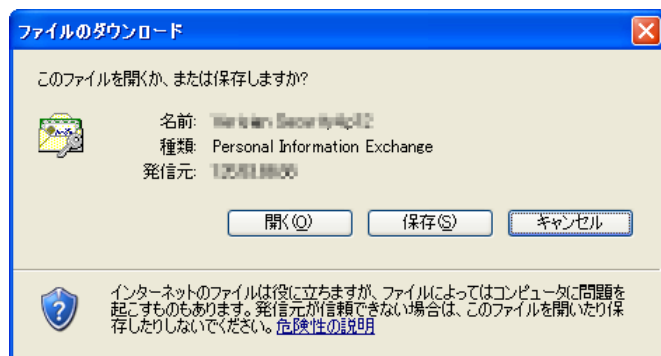 ファイルのダウンロード
このファイルを開くか、または保存しますか?
名前:
種類: Personal Information Exchange
発信元:
開く(O) 保存(S) キャンセル
インターネットのファイルは役に立ちますが、ファイルによってはコンピュータに問題を
起こすものもあります。発信元が信頼できない場合は、このファイルを開いたり保
存したりしないでください。危険性の説明